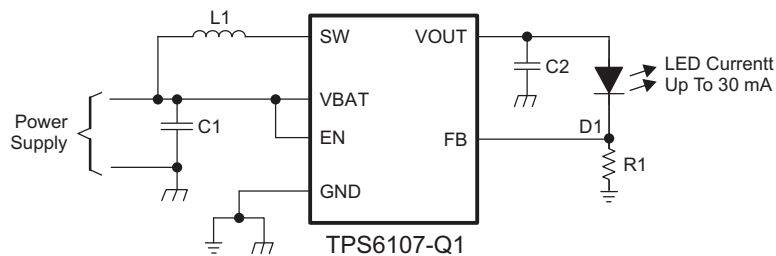 L1
SW
VOUT
C2
LED Currentt
Up To 30 mA
Power
Supply
C1
VBAT
EN
FB
D1
R1
GND
TPS6107-Q1